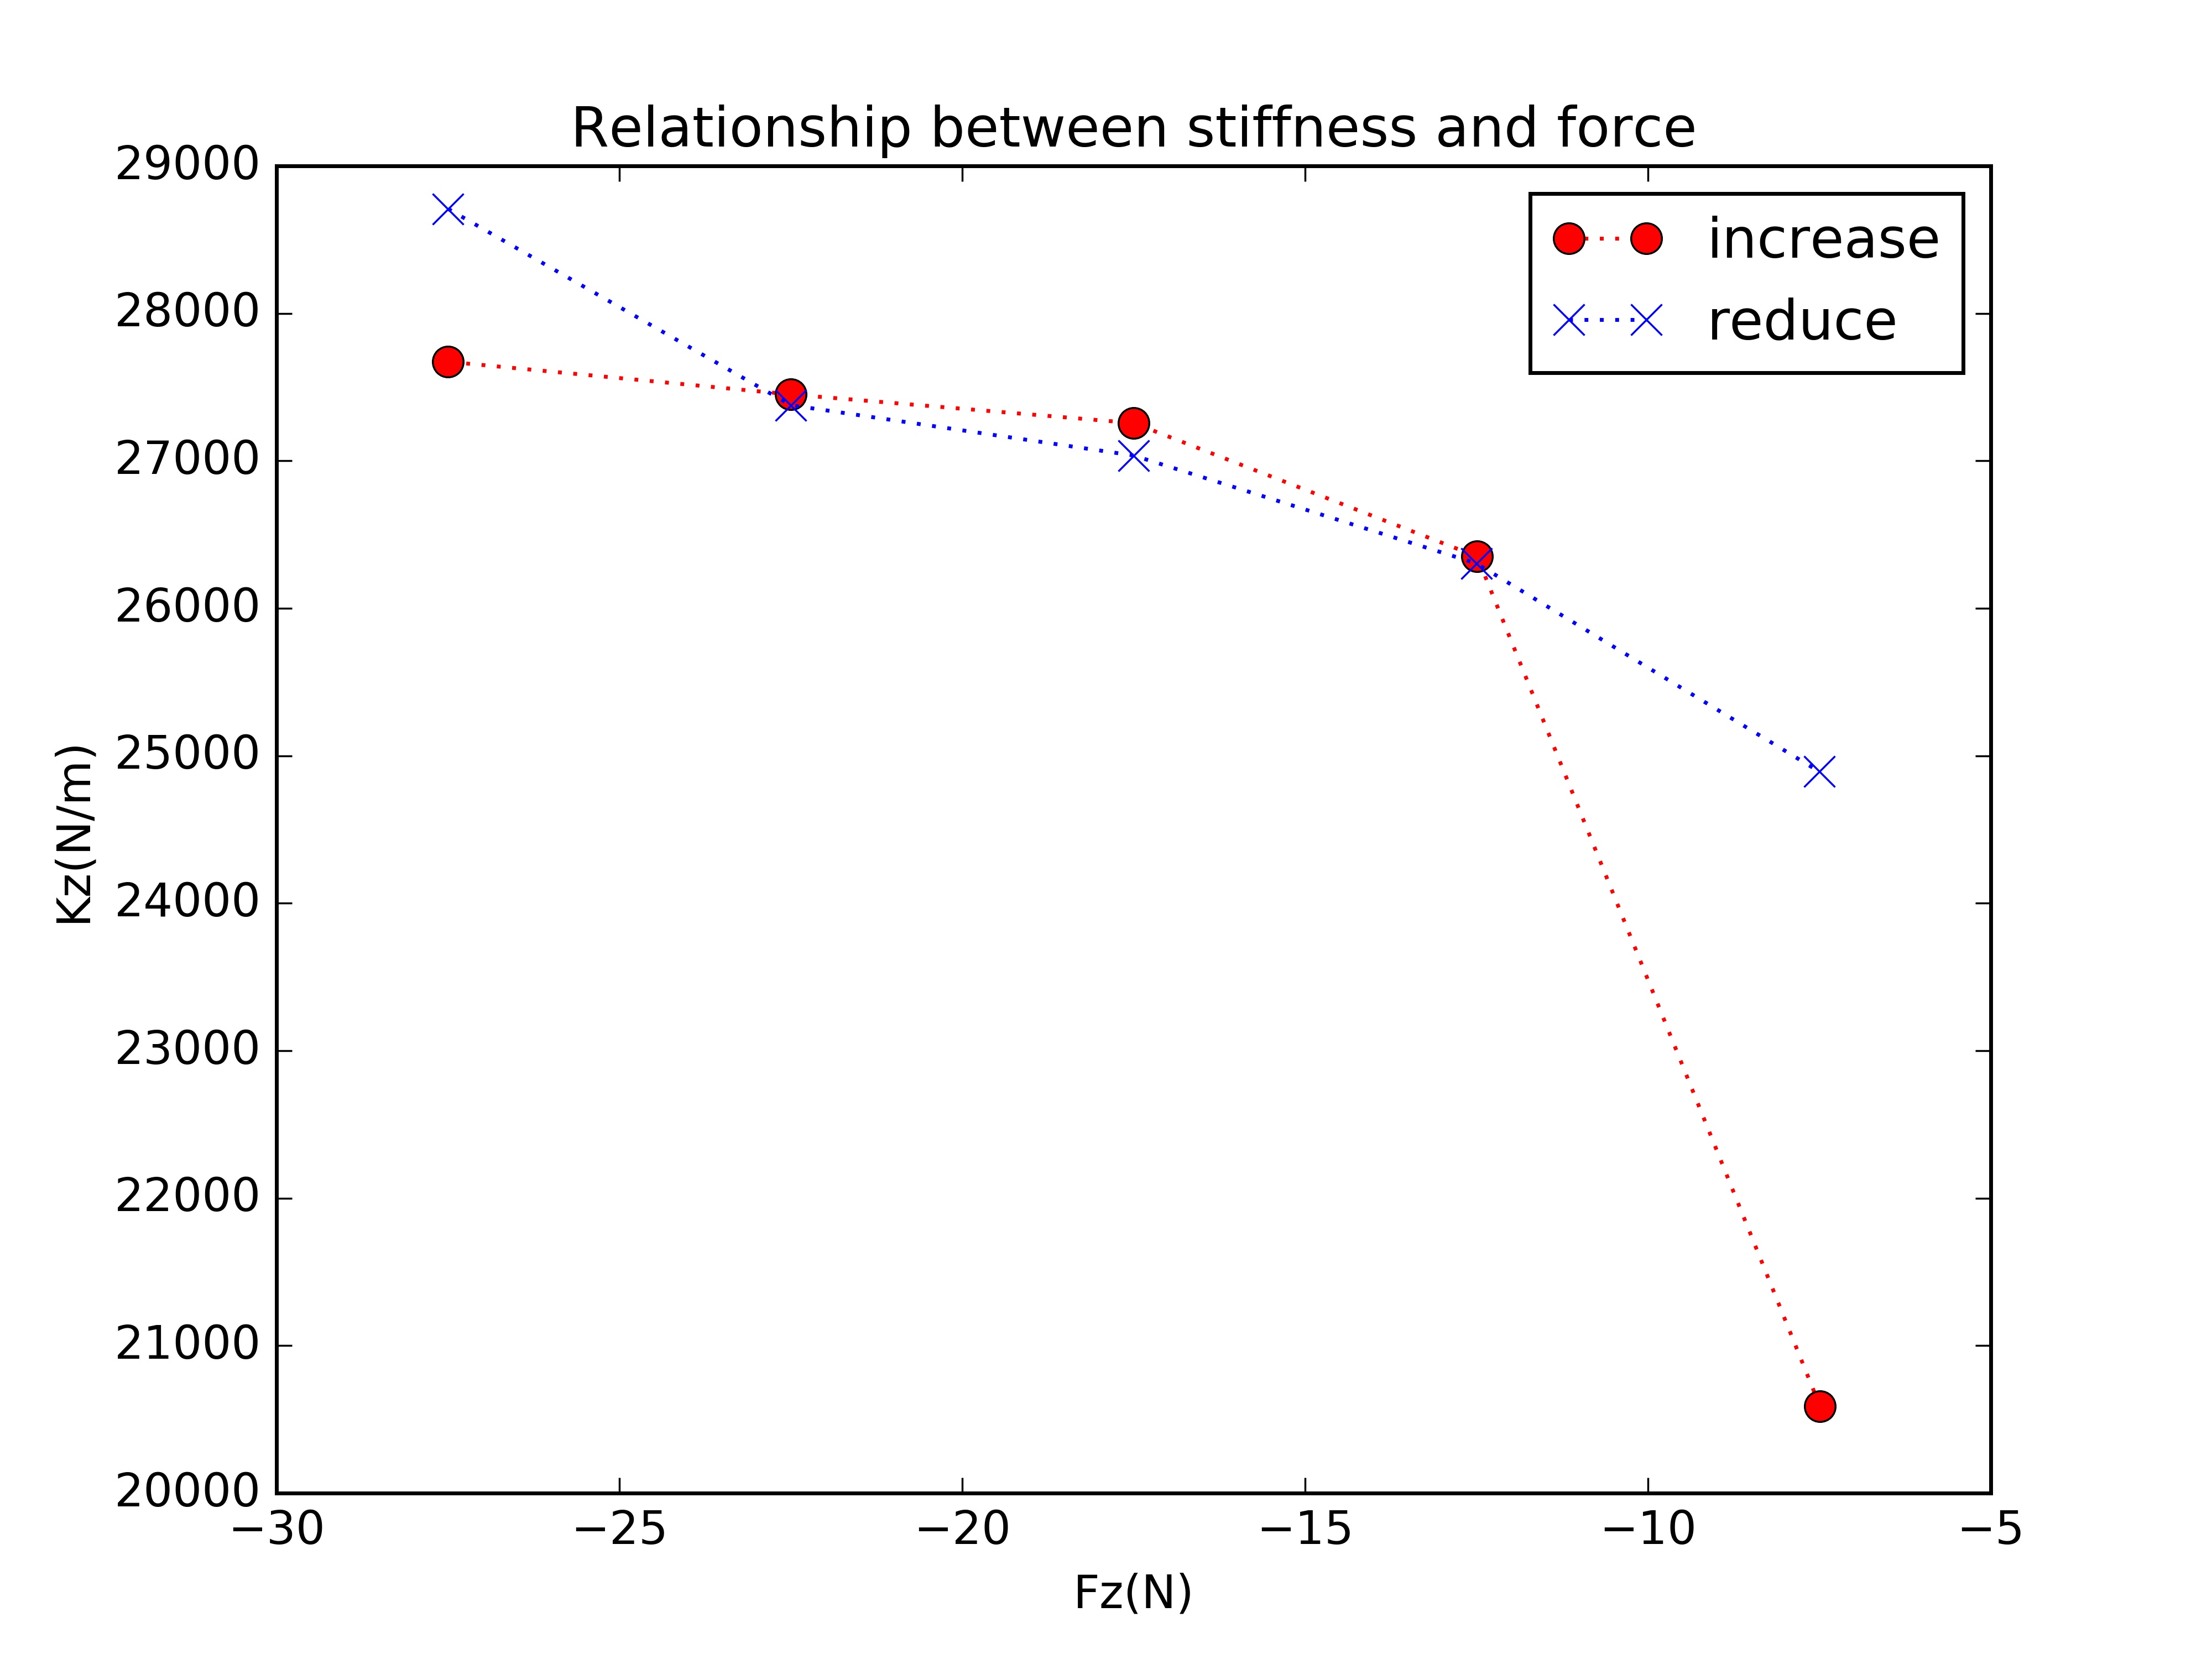 Relationship between stiffness and force
29000
28000
27000
26000
25000
24000
23000
22000
21000
20000
Kz(N/m)
increase
reduce
−30 −25 −20 −15 −10 −5
Fz(N)